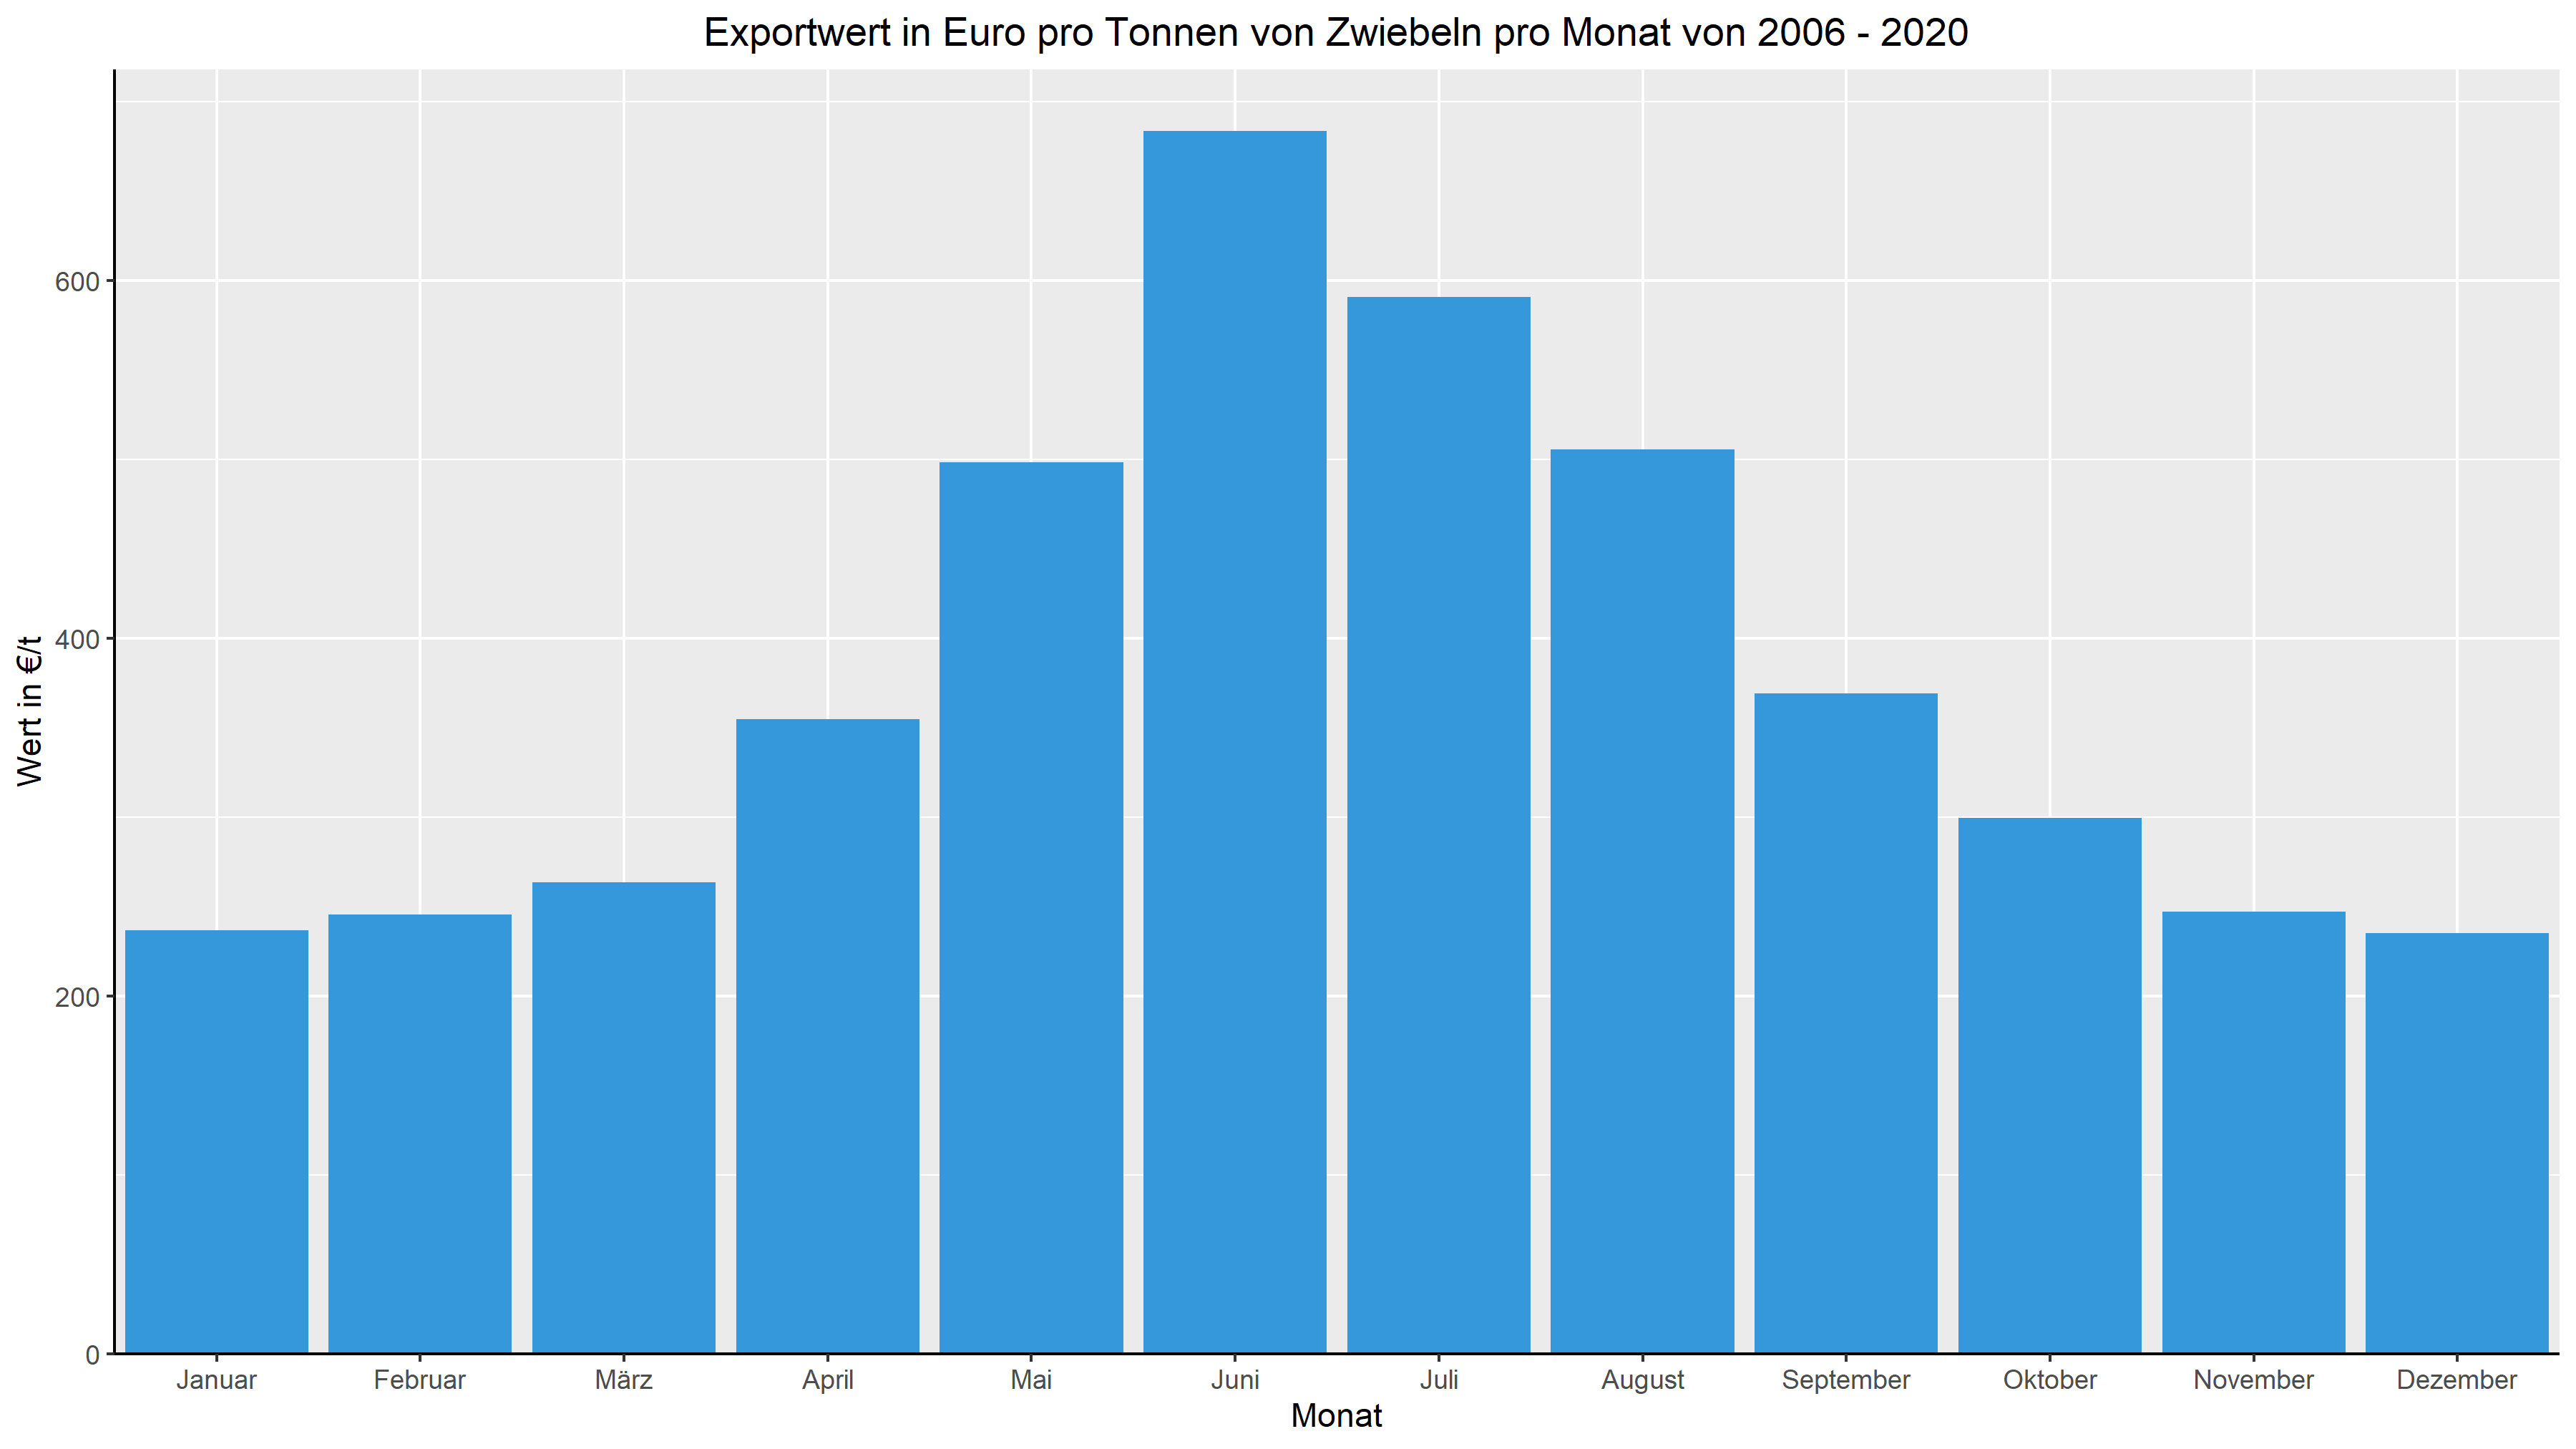 Exportwert in Euro pro Tonnen von Zwiebeln pro Monat von 2006 - 2020
Wert in €/t
600
400
200
0
Januar Februar März April Mai Juni Juli August September Oktober November Dezember
Monat